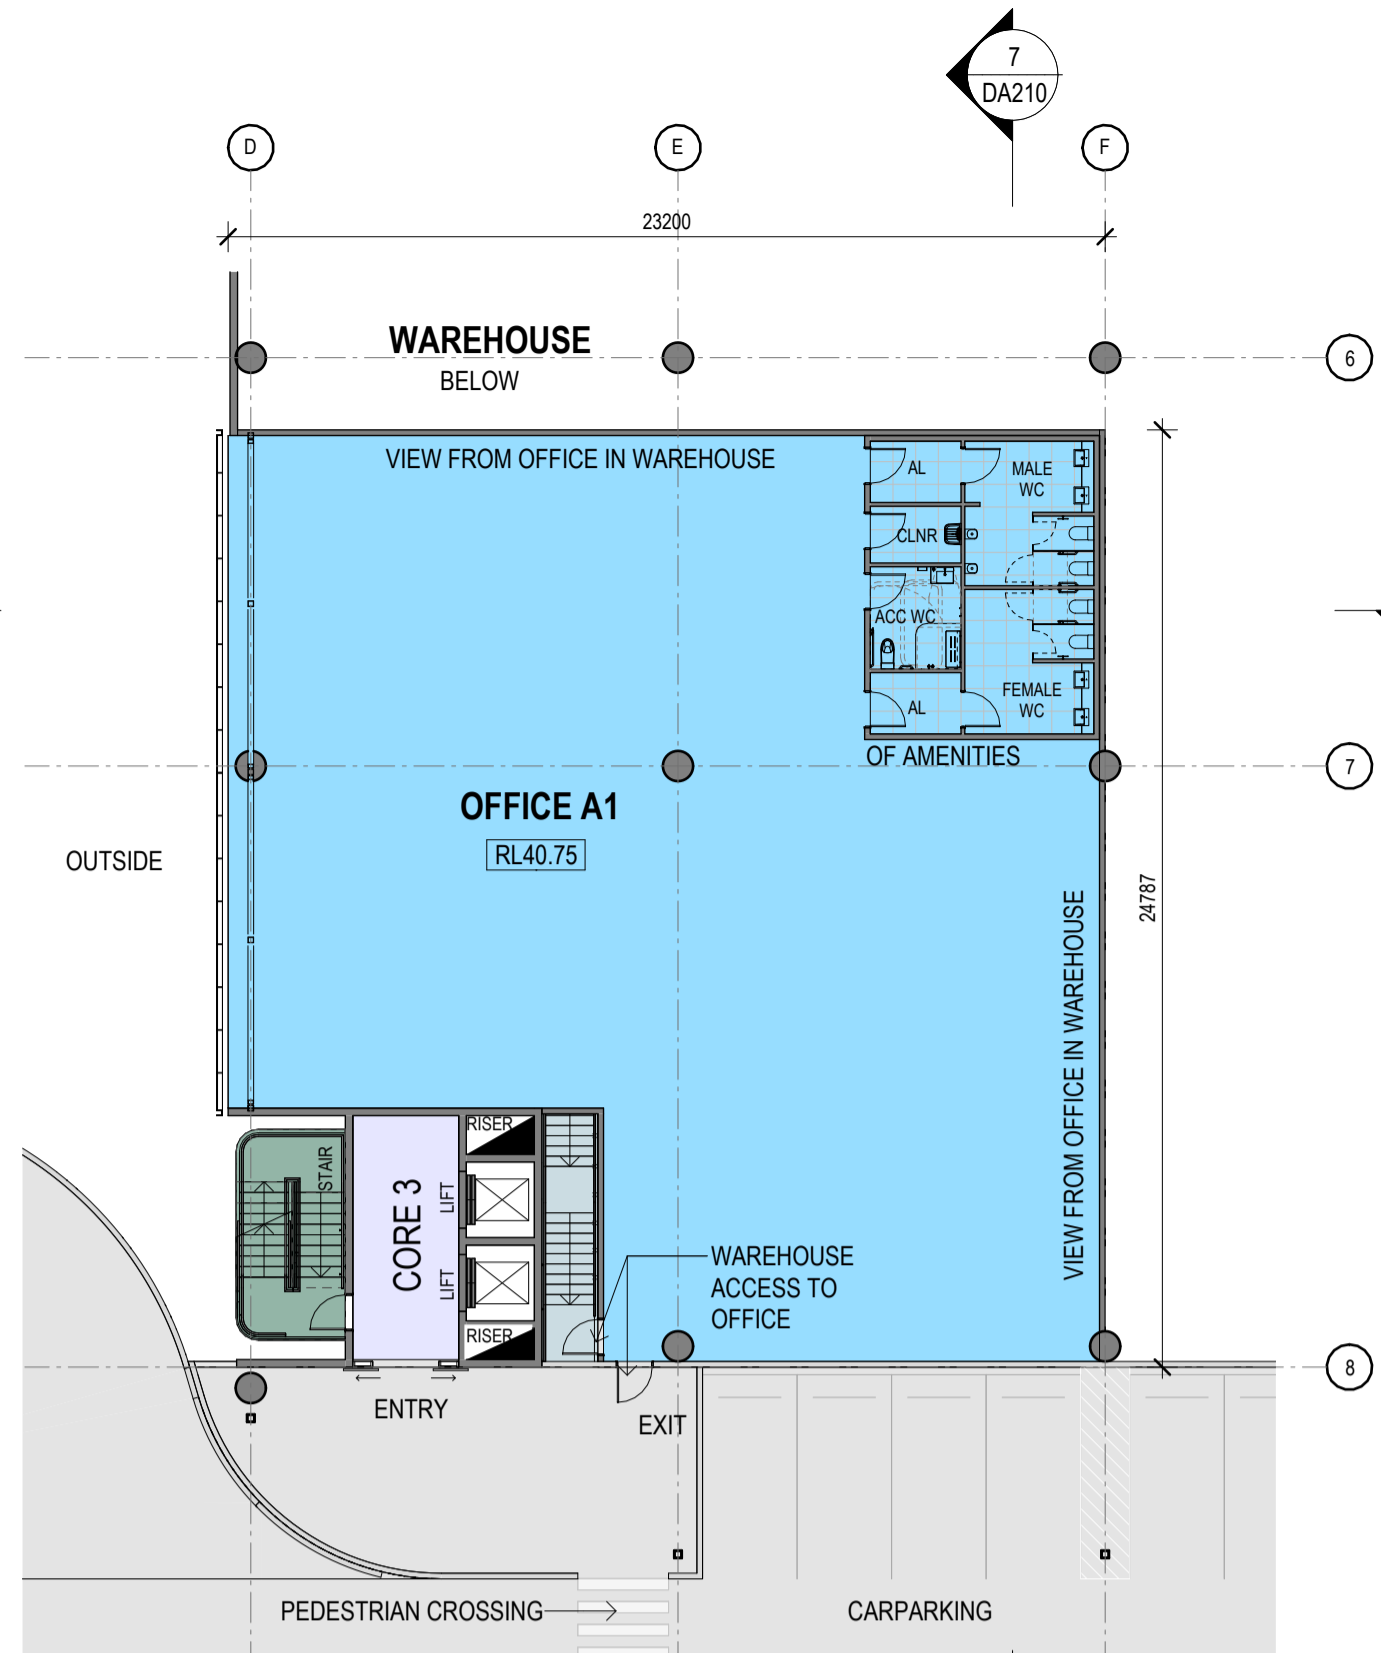 7
DA210
D
E
F
23200
WAREHOUSE
BELOW
6
VIEW FROM OFFICE IN WAREHOUSE
AL
MALE
WC
CLNR
ACC WC
FEMALE
WC
AL
OF AMENITIES
7
OFFICE A1
RL40.75
OUTSIDE
24787
VIEW FROM OFFICE IN WAREHOUSE
RISER
STAIR
CORE 3
LIFT
LIFT
WAREHOUSE
ACCESS TO
OFFICE
RISER
8
ENTRY
EXIT
PEDESTRIAN CROSSING
CARPARKING